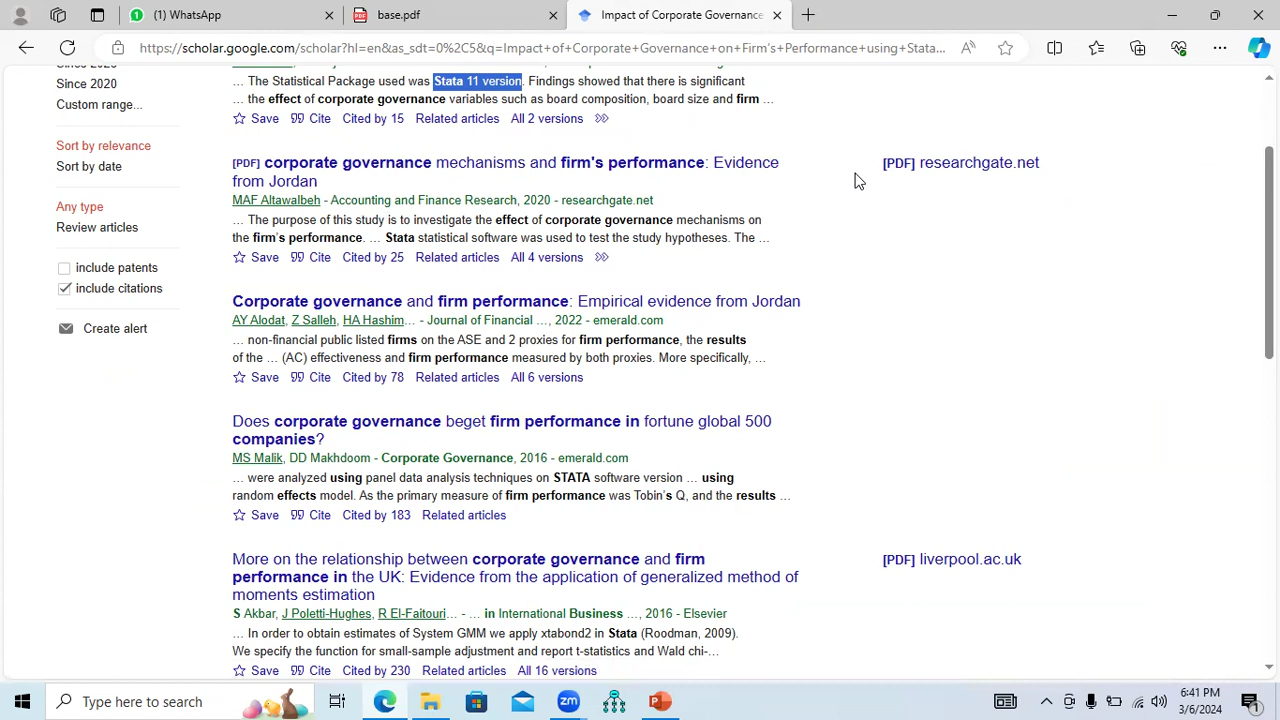 (1) WhatsApp
base.pdf
Impact of Corporate Governance
https://scholar.google.com/scholar?hl=en&as_sdt=0%2C5&q=Impact+of+Corporate+Governance+on+Firm's+Performance+using+Stata...
Since 2020
Custom range...
Sort by relevance
Sort by date
Any type
Review articles
include patents
include citations
Create alert
... The Statistical Package used was Stata 11 version. Findings showed that there is significant
... the effect of corporate governance variables such as board composition, board size and firm ...
Save Cite Cited by 15 Related articles All 2 versions
[PDF] corporate governance mechanisms and firm's performance: Evidence
from Jordan
[PDF] researchgate.net
MAF Altawalbeh - Accounting and Finance Research, 2020 - researchgate.net
... The purpose of this study is to investigate the effect of corporate governance mechanisms on
the firm's performance. ... Stata statistical software was used to test the study hypotheses. The ...
Save Cite Cited by 25 Related articles All 4 versions
Corporate governance and firm performance: Empirical evidence from Jordan
AY Alodat, Z Salleh, HA Hashim... - Journal of Financial ..., 2022 - emerald.com
... non-financial public listed firms on the ASE and 2 proxies for firm performance, the results
of the ... (AC) effectiveness and firm performance measured by both proxies. More specifically, ...
Save Cite Cited by 78 Related articles All 6 versions
Does corporate governance beget firm performance in fortune global 500
companies?
MS Malik, DD Makhdoom - Corporate Governance, 2016 - emerald.com
... were analyzed using panel data analysis techniques on STATA software version ... using
random effects model. As the primary measure of firm performance was Tobin's Q, and the results ...
Save Cite Cited by 183 Related articles
More on the relationship between corporate governance and firm
performance in the UK: Evidence from the application of generalized method of
moments estimation
[PDF] liverpool.ac.uk
S Akbar, J Poletti-Hughes, R El-Faitouri... - ... in International Business ..., 2016 - Elsevier
... In order to obtain estimates of System GMM we apply xtabond2 in Stata (Roodman, 2009).
We specify the function for small-sample adjustment and report t-statistics and Wald chi-...
Save Cite Cited by 230 Related articles All 16 versions
Type here to search
6:41 PM
3/6/2024